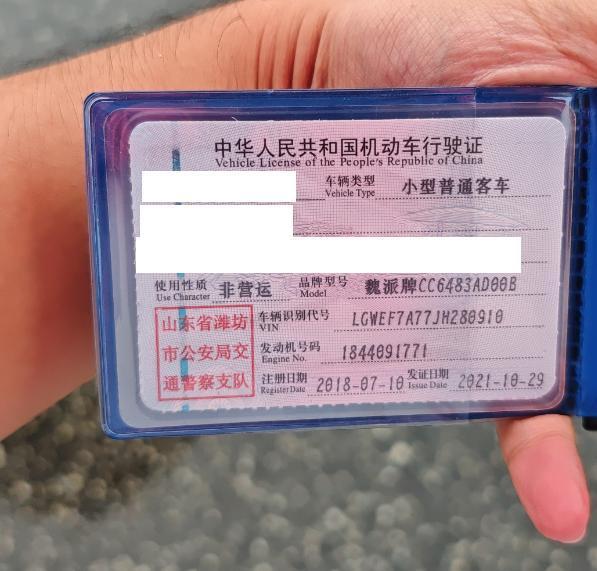 中华人民共和国机动车行驶证
Vehicle License of the People's Republic of China
车辆类型 小型普通客车
Vehicle Type
使用性质 非营运 品牌型号 魏派牌CC6483AD00B
Use Character Model
山东省潍坊 车辆识别代号 LGWEF7A77JH280910
VIN
市公安局交 发动机号码 1844091771
Engine No.
通警察支队 注册日期 2018-07-10 发证日期 2021-10-29
Register Date Issue Date